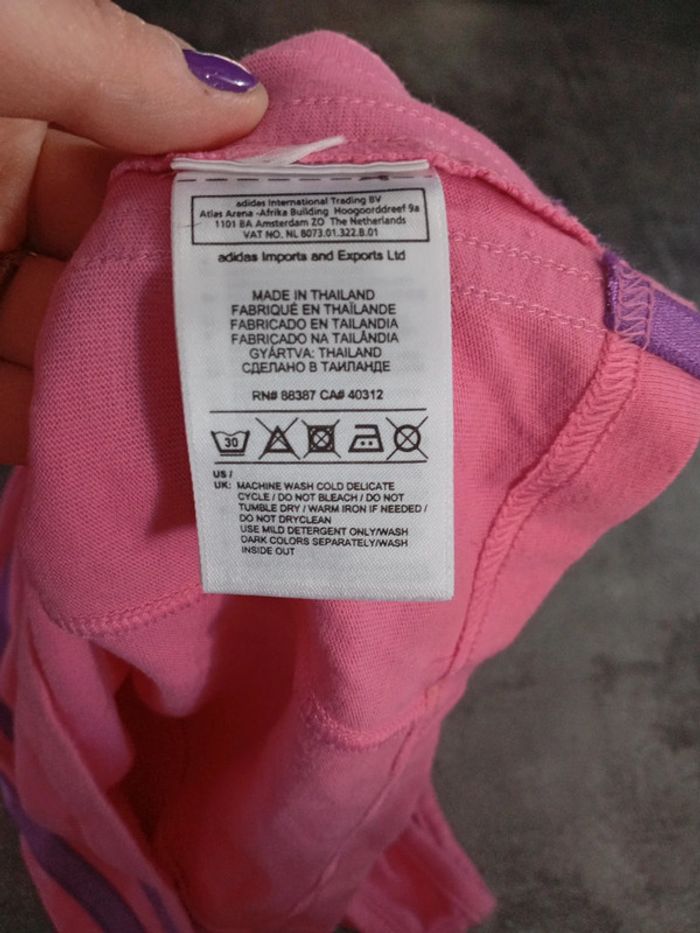 adidas International Trading BV
Atlas Arena -Afrika Building Hoogoorddreef 9a
1101 BA Amsterdam ZO The Netherlands
VAT NO. NL 8073.01.322.B.01
adidas Imports and Exports Ltd
MADE IN THAILAND
FABRIQUÉ EN THAÏLANDE
FABRICADO EN TAILANDIA
FABRICADO NA TAILÂNDIA
GYÁRTVA: THAILAND
СДЕЛАНО В ТАИЛАНДЕ
RN# 88387 CA# 40312
30
US /
UK: MACHINE WASH COLD DELICATE
CYCLE / DO NOT BLEACH / DO NOT
TUMBLE DRY / WARM IRON IF NEEDED /
DO NOT DRYCLEAN
USE MILD DETERGENT ONLY/WASH
DARK COLORS SEPARATELY/WASH
INSIDE OUT